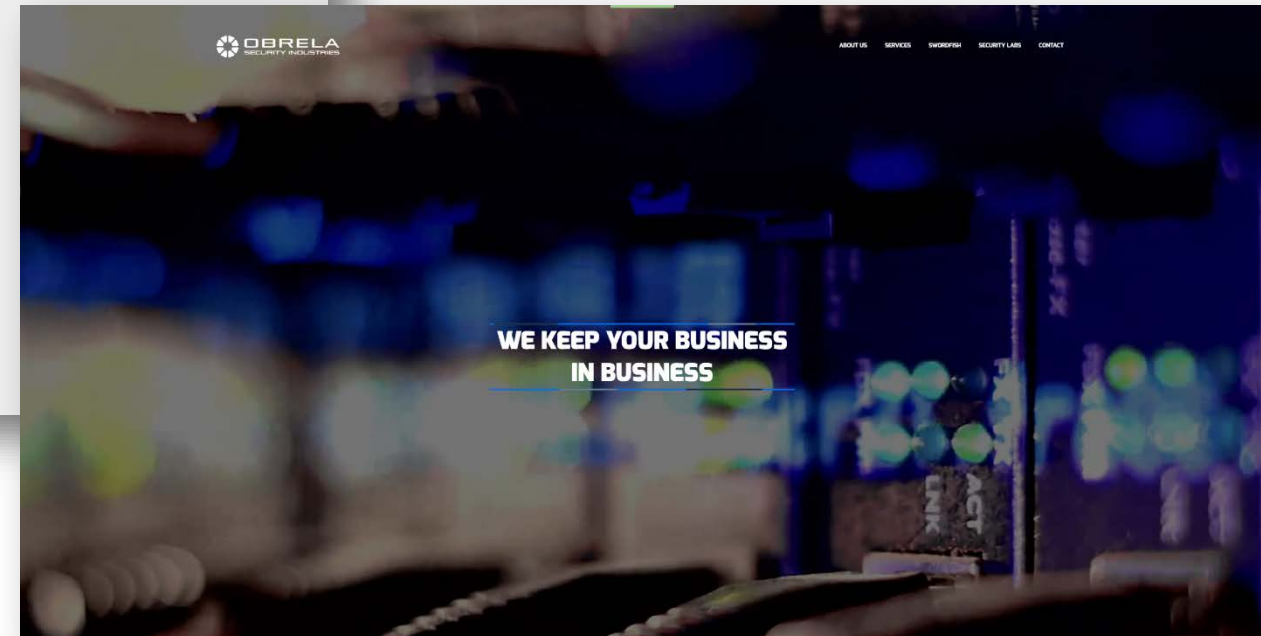 OBRELA
SECURITY INDUSTRIES
ABOUT US SERVICES SWORDFISH SECURITY LABS CONTACT
WE KEEP YOUR BUSINESS
IN BUSINESS
LNK
ACT